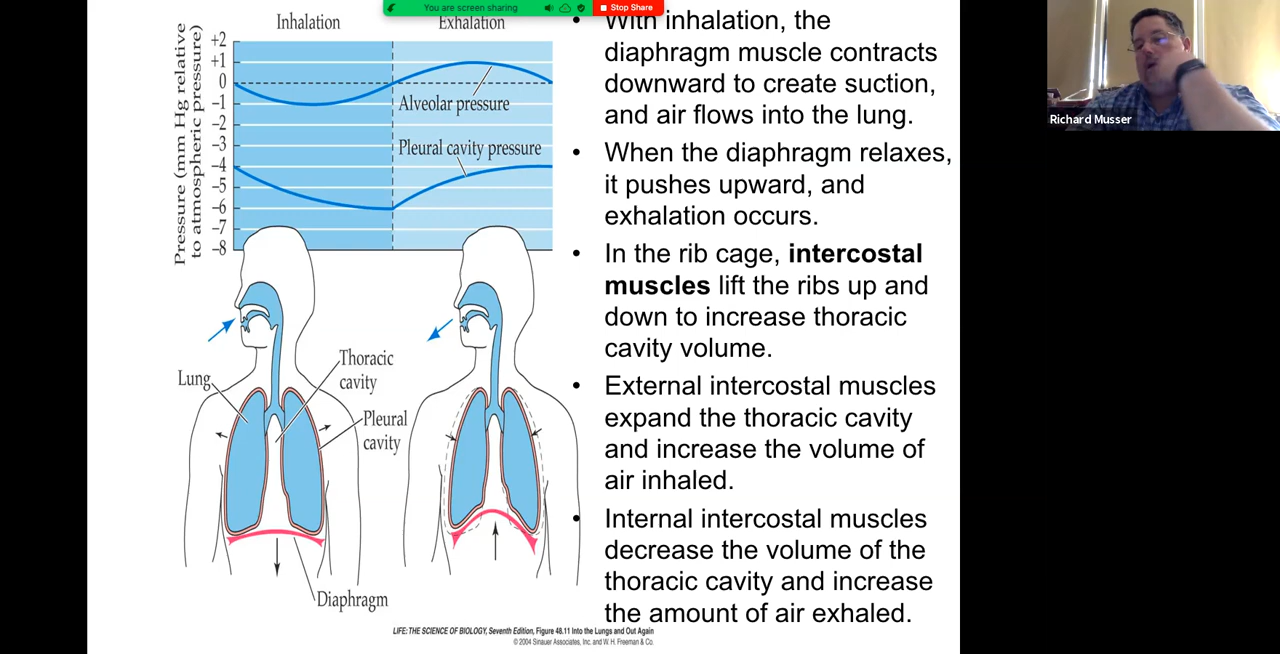 You are screen sharing
Stop Share
Inhalation
Exhalation
Pressure (mm Hg relative
to atmospheric pressure)
+2
+1
0
–1
–2
–3
–4
–5
–6
–7
–8
Alveolar pressure
Pleural cavity pressure
Lung
Thoracic
cavity
Pleural
cavity
Diaphragm
LIFE: THE SCIENCE OF BIOLOGY, Seventh Edition, Figure 48.11 Into the Lungs and Out Again
© 2004 Sinauer Associates, Inc. and W. H. Freeman & Co.
• With inhalation, the
diaphragm muscle contracts
downward to create suction,
and air flows into the lung.
• When the diaphragm relaxes,
it pushes upward, and
exhalation occurs.
• In the rib cage, intercostal
muscles lift the ribs up and
down to increase thoracic
cavity volume.
• External intercostal muscles
expand the thoracic cavity
and increase the volume of
air inhaled.
• Internal intercostal muscles
decrease the volume of the
thoracic cavity and increase
the amount of air exhaled.
Richard Musser